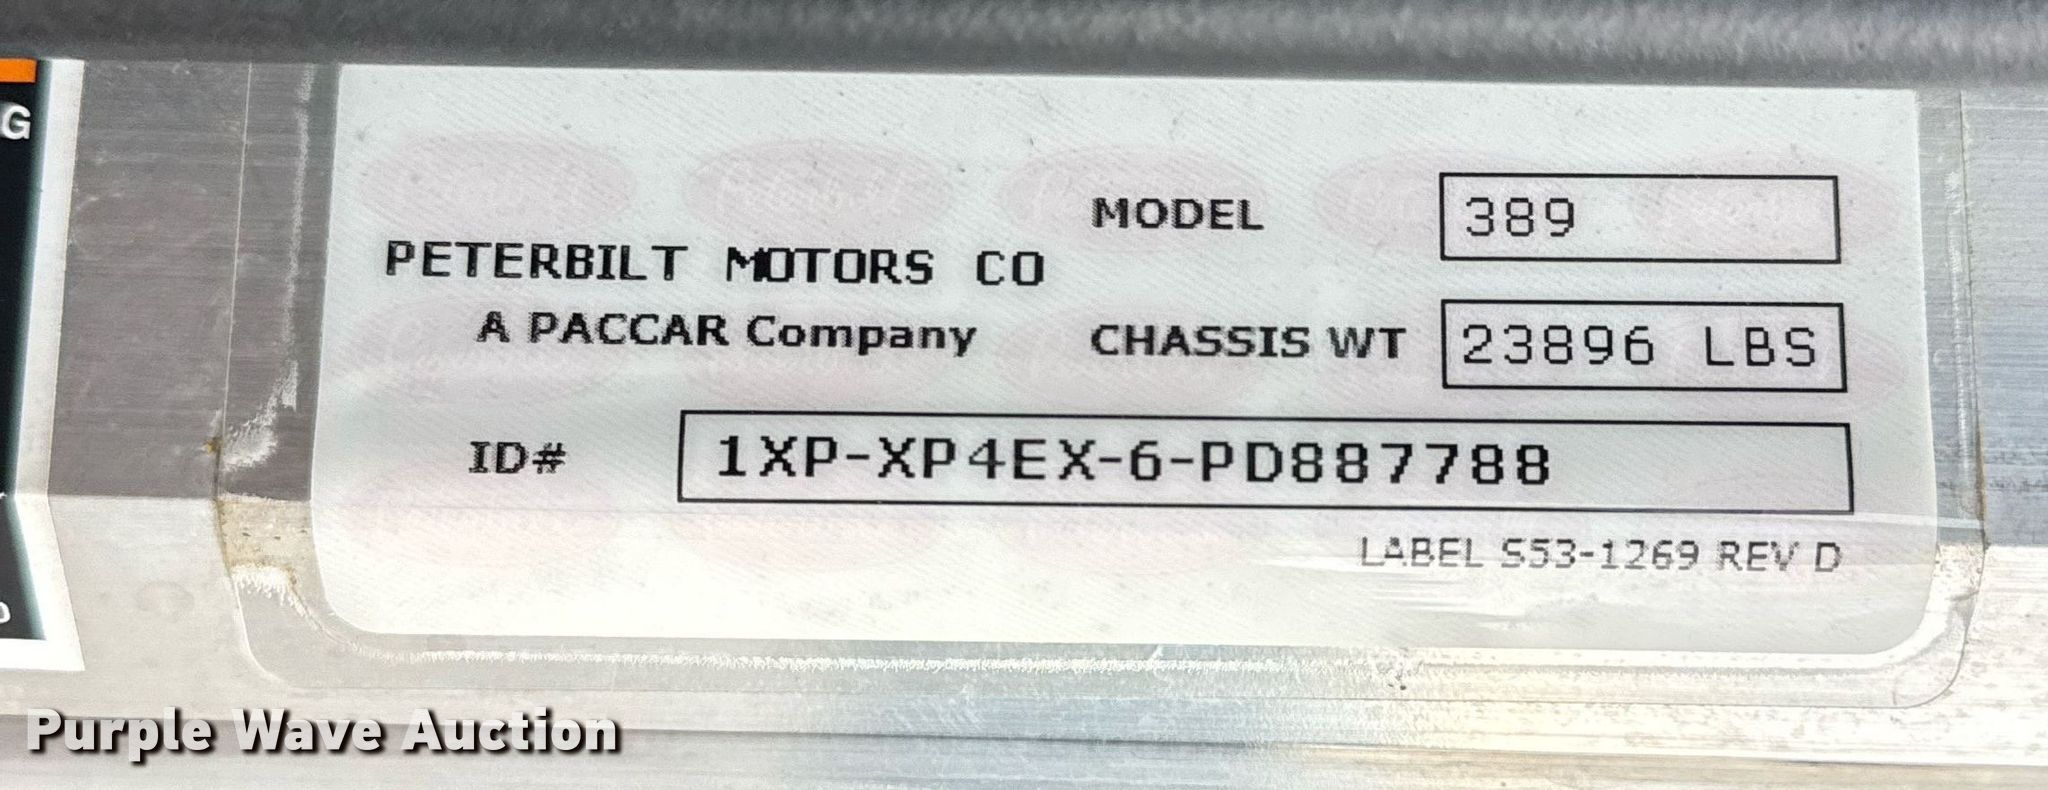 G
MODEL 389
PETERBILT MOTORS CO
A PACCAR Company
CHASSIS WT 23896 LBS
ID# 1XP-XP4EX-6-PD887788
LABEL S53-1269 REV D
Purple Wave Auction